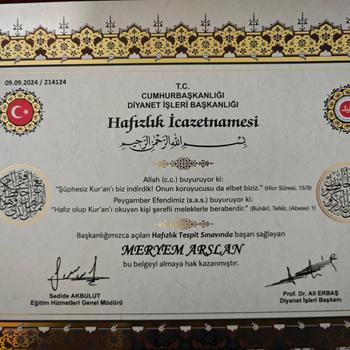 09.09.2024 / 214124
T.C.
CUMHURBAŞKANLIĞI
DİYANET İŞLERİ BAŞKANLIĞI
Hafızlık İcazetnamesi
بسم الله الرحمن الرحيم
Allah (c.c.) buyuruyor ki:
"Şüphesiz Kur'an'ı biz indirdik! Onun koruyucusu da elbet biziz." (Hicr Sûresi, 15/9)
Peygamber Efendimiz (s.a.s.) buyuruyor ki:
"Hafız olup Kur'an'ı okuyan kişi şerefli meleklerle beraberdir." (Buhârî, Tefsîr, (Abese) 1)
Başkanlığımızca açılan Hafızlık Tespit Sınavında başarı sağlayan
MERYEM ARSLAN
bu belgeyi almaya hak kazanmıştır.
Sedide AKBULUT
Eğitim Hizmetleri Genel Müdürü
Prof. Dr. Ali ERBAŞ
Diyanet İşleri Başkanı